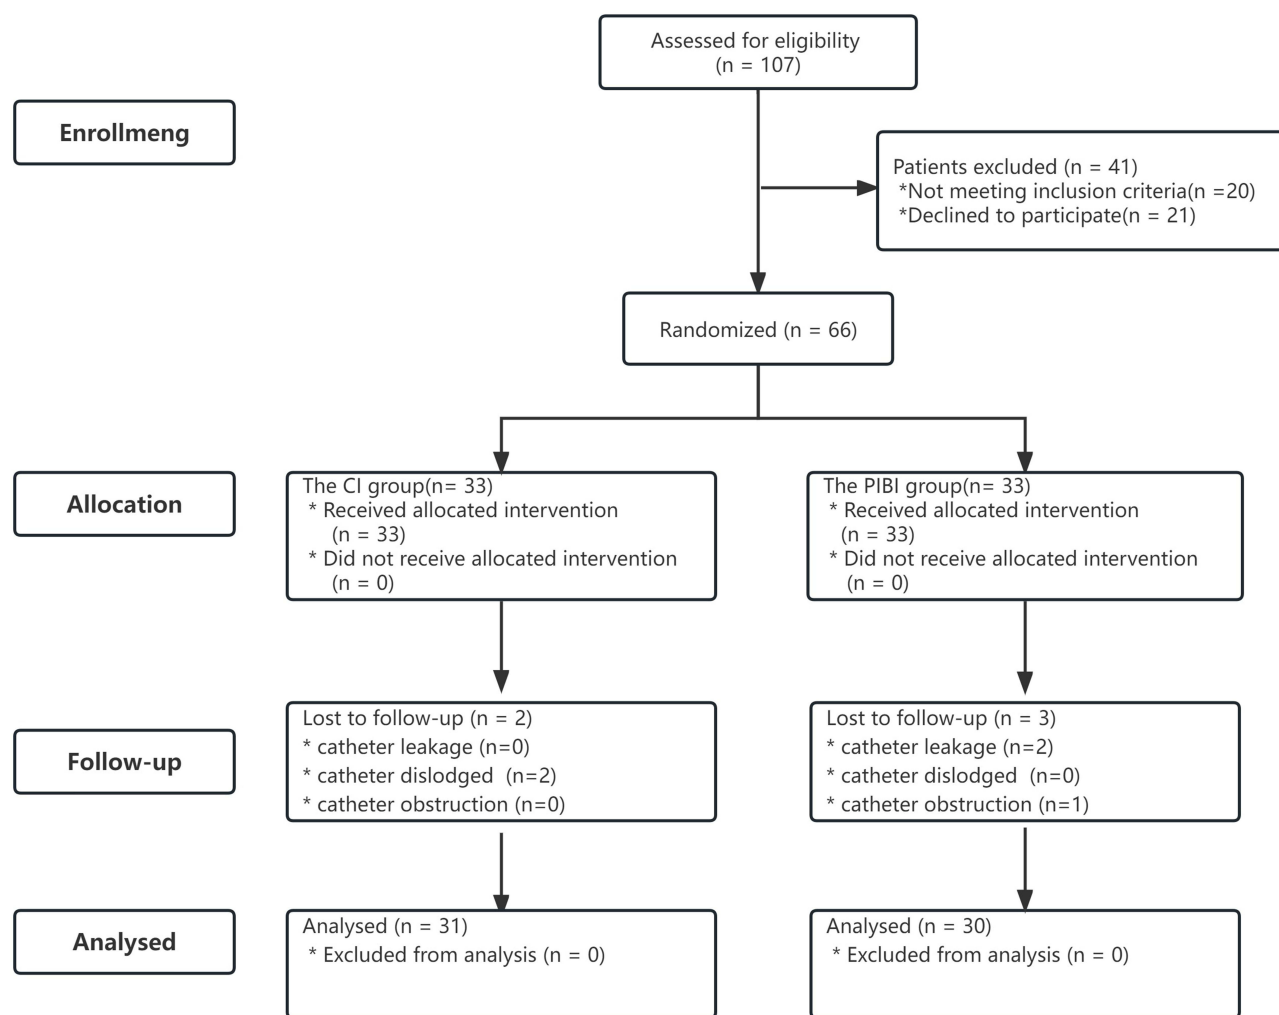 Assessed for eligibility
(n = 107)
Enrollmeng
Patients excluded (n = 41)
*Not meeting inclusion criteria(n =20)
*Declined to participate(n = 21)
Randomized (n = 66)
Allocation
The CI group(n= 33)
* Received allocated intervention
(n = 33)
* Did not receive allocated intervention
(n = 0)
The PIBI group(n= 33)
* Received allocated intervention
(n = 33)
* Did not receive allocated intervention
(n = 0)
Follow-up
Lost to follow-up (n = 2)
* catheter leakage (n=0)
* catheter dislodged  (n=2)
* catheter obstruction (n=0)
Lost to follow-up (n = 3)
* catheter leakage (n=2)
* catheter dislodged  (n=0)
* catheter obstruction (n=1)
Analysed
Analysed (n = 31)
* Excluded from analysis (n = 0)
Analysed (n = 30)
* Excluded from analysis (n = 0)